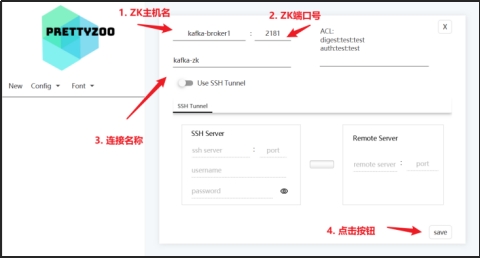 1. ZK主机名
2. ZK端口号
PRETTYZOO
kafka-broker1 : 2181
X
ACL:
digest:test:test
auth:test:test
kafka-zk
New Config Font
Use SSH Tunnel
SSH Tunnel
3. 连接名称
SSH Server
ssh server : port
username
password
Remote Server
remote server : port
4. 点击按钮
save